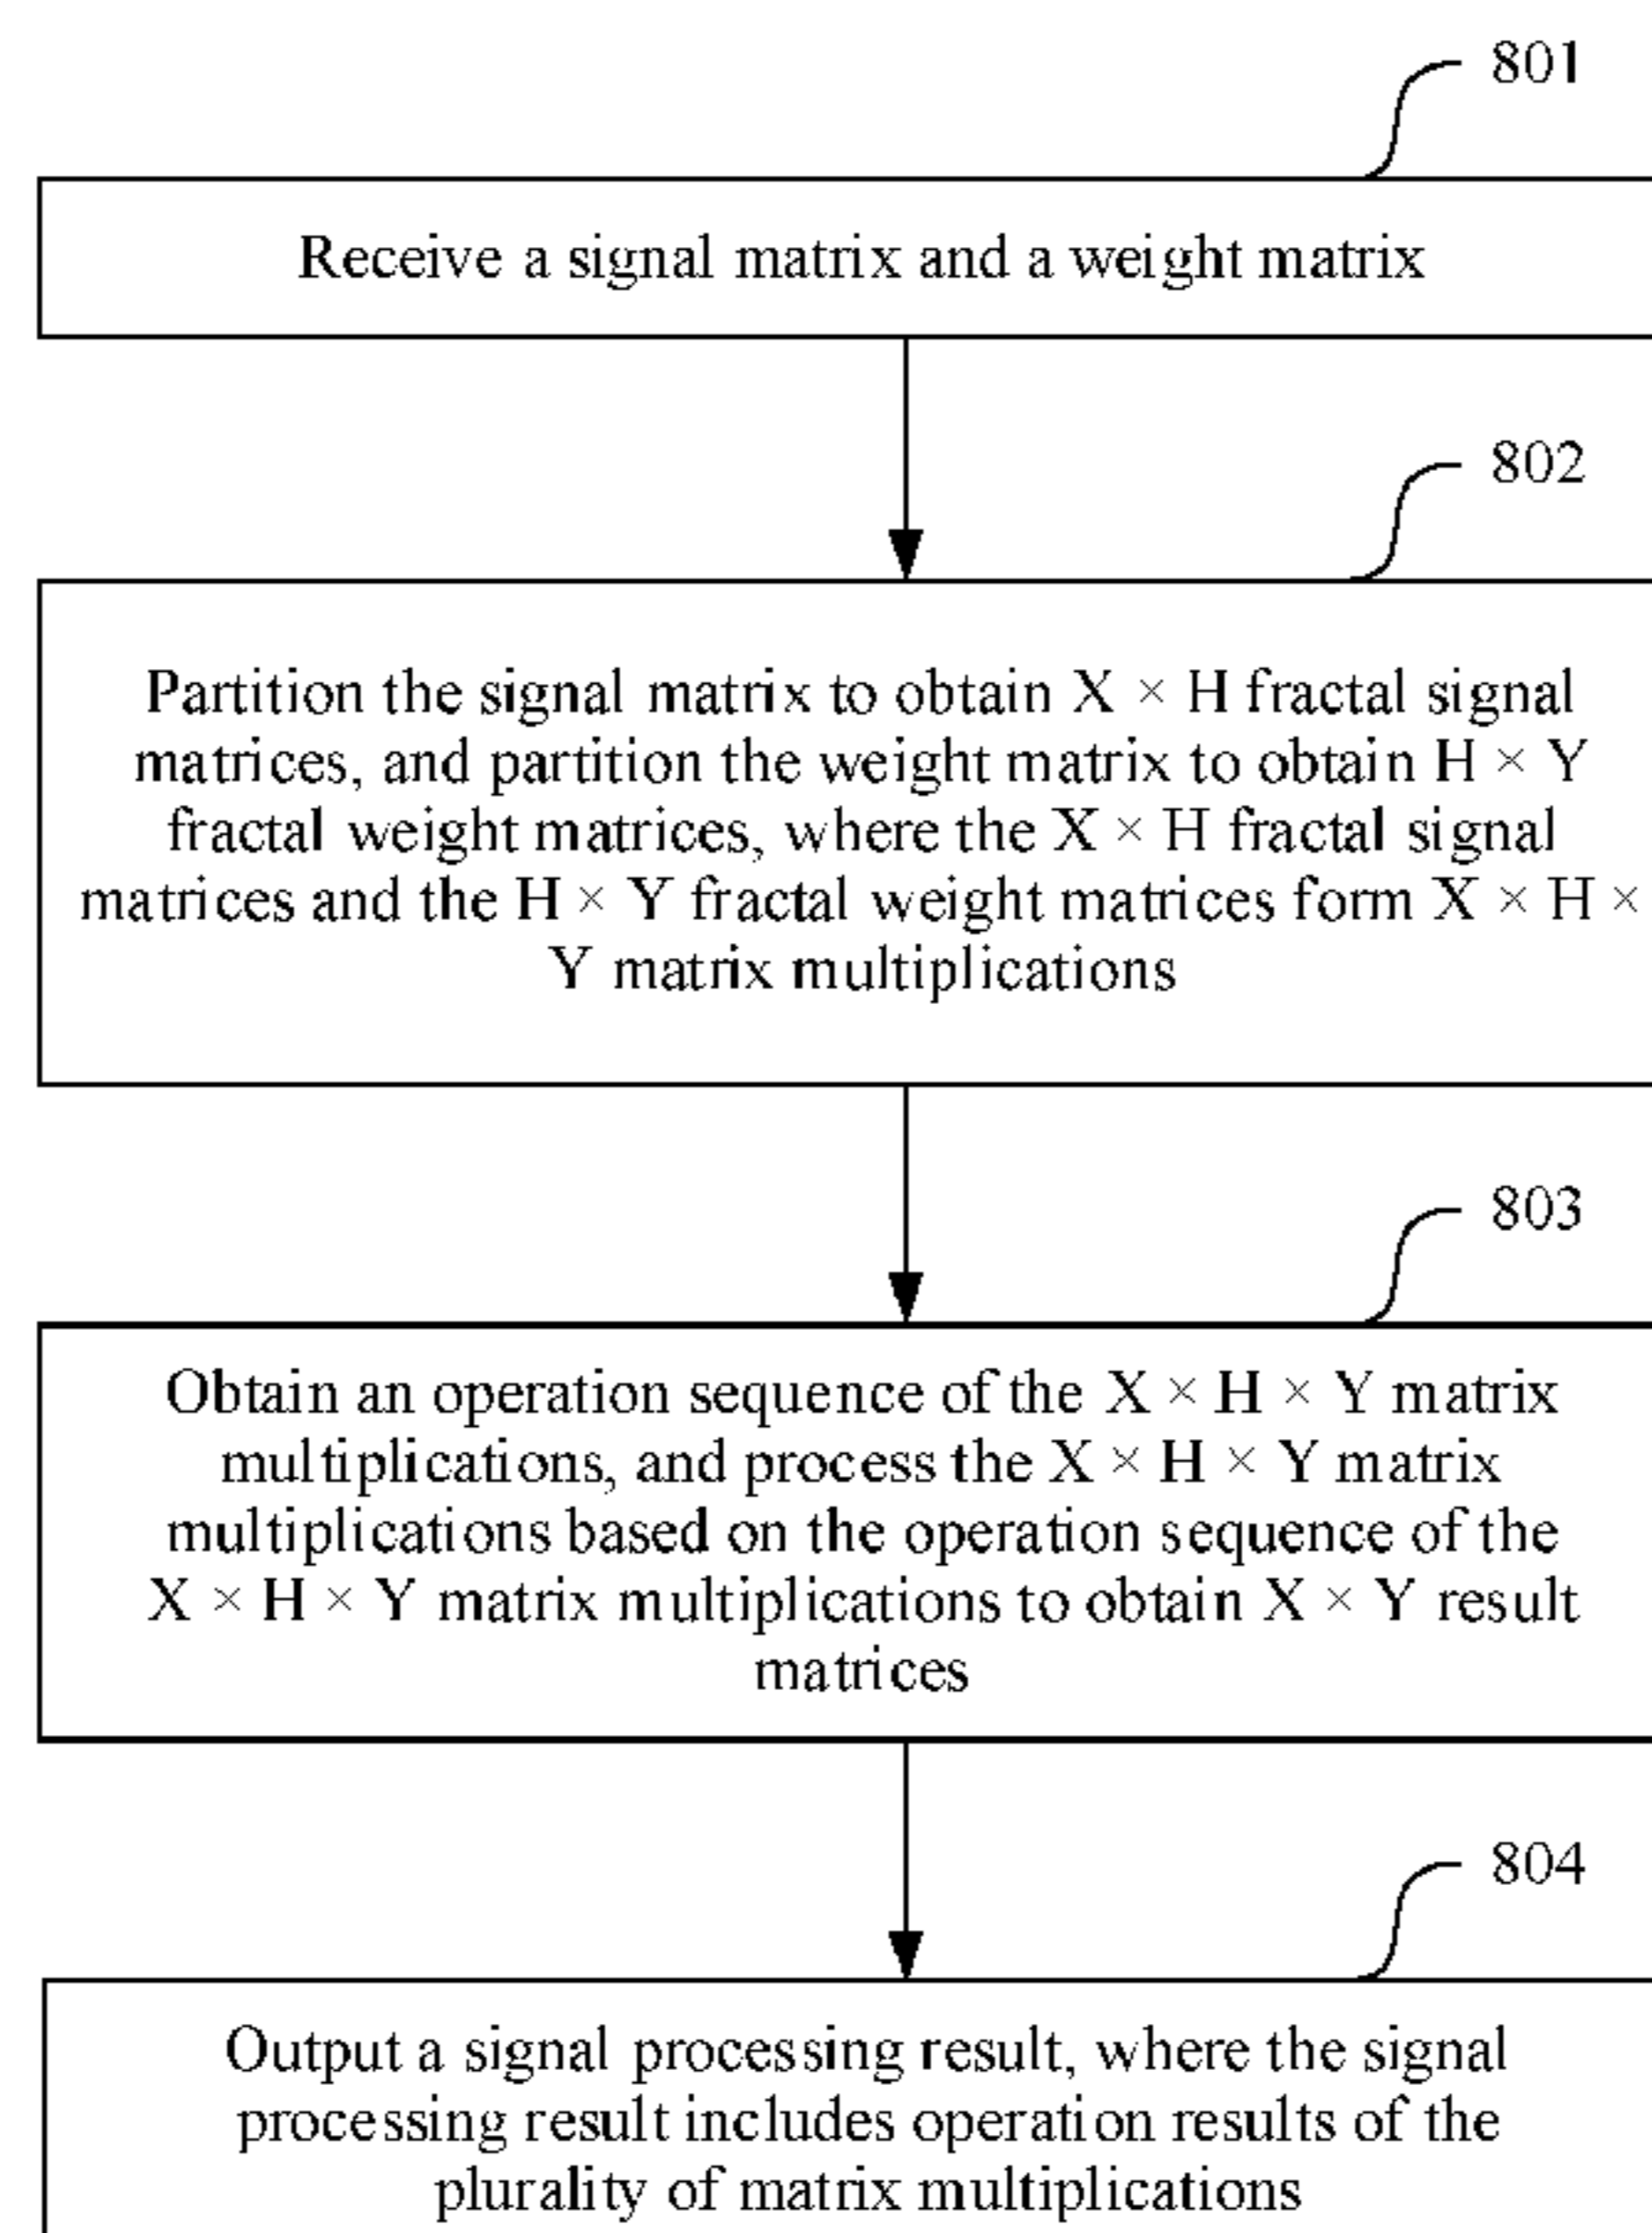 801
Receive a signal matrix and a weight matrix
802
Partition the signal matrix to obtain X × H fractal signal
matrices, and partition the weight matrix to obtain H × Y
fractal weight matrices, where the X × H fractal signal
matrices and the H × Y fractal weight matrices form X × H ×
Y matrix multiplications
803
Obtain an operation sequence of the X × H × Y matrix
multiplications, and process the X × H × Y matrix
multiplications based on the operation sequence of the
X × H × Y matrix multiplications to obtain X × Y result
matrices
804
Output a signal processing result, where the signal
processing result includes operation results of the
plurality of matrix multiplications